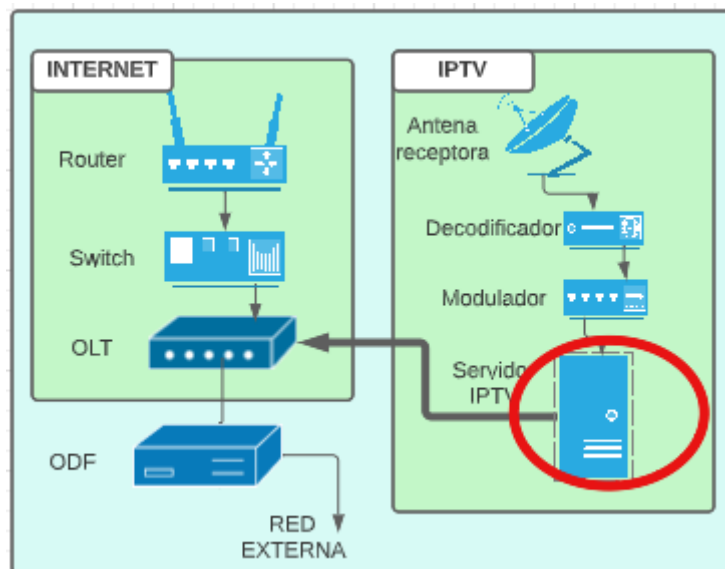 INTERNET
Router
Switch
OLT
ODF
RED
EXTERNA
IPTV
Antena
receptora
Decodificador
Modulador
Servido
IPTV